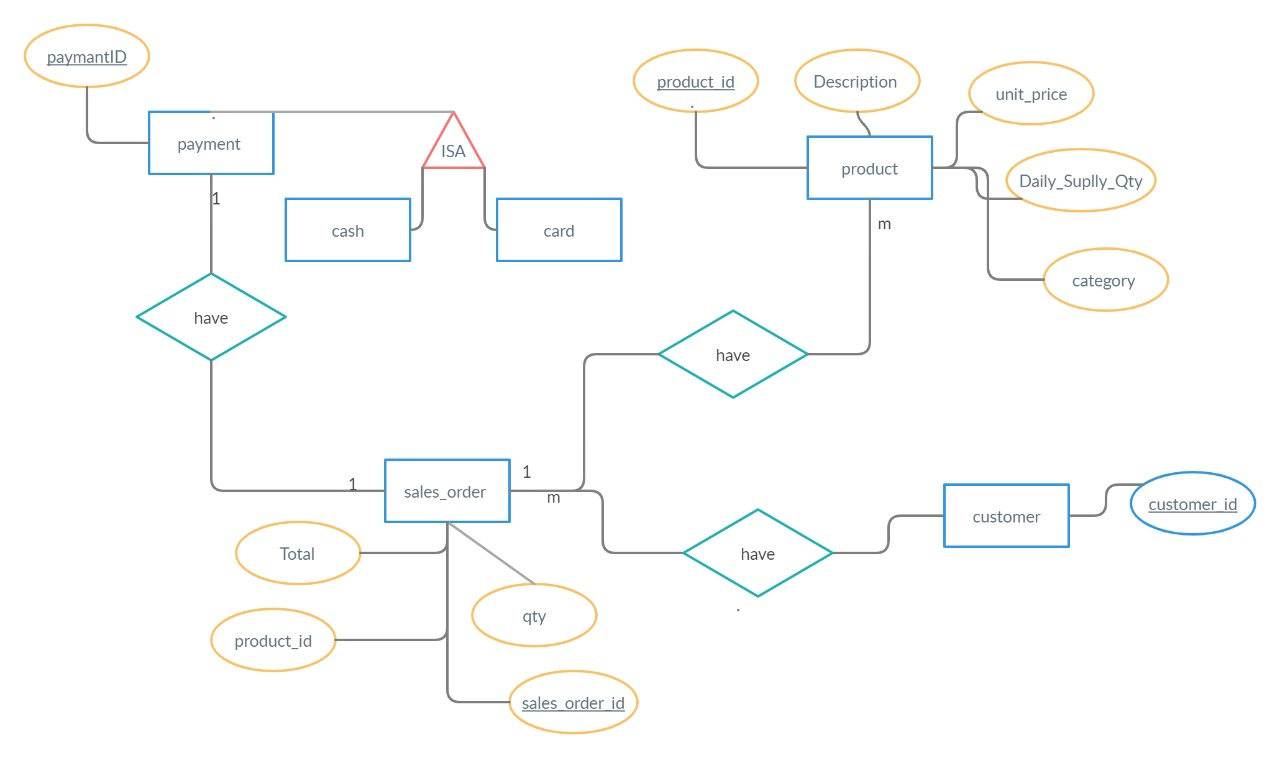 paymantID
product_id
Description
unit_price
payment
ISA
product
Daily_Suplly_Qty
1
cash
card
m
category
have
have
1
1
sales_order
m
customer
customer_id
Total
have
qty
product_id
sales_order_id